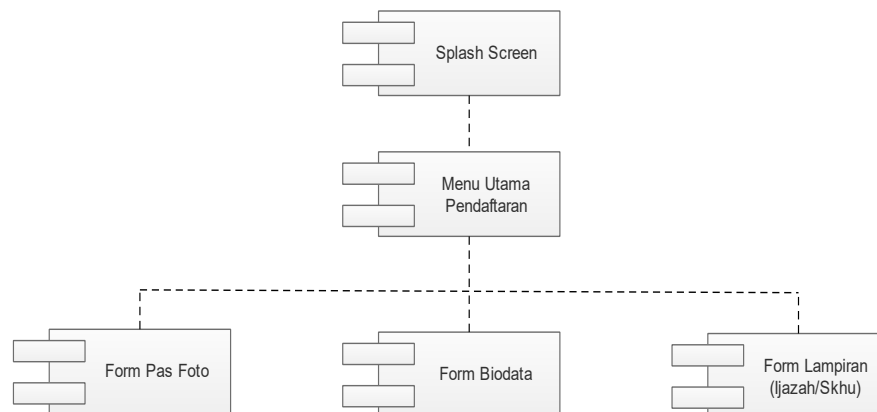 Splash Screen
Menu Utama
Pendaftaran
Form Pas Foto
Form Biodata
Form Lampiran
(Ijazah/Skhu)